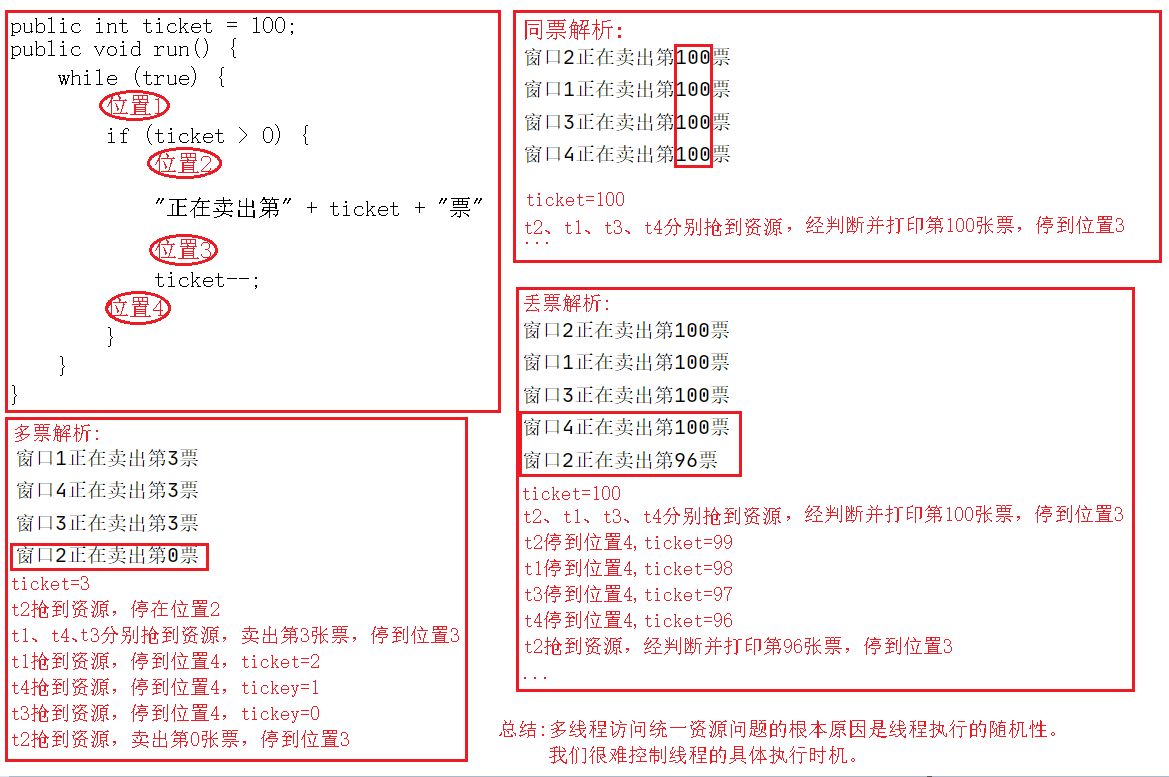 public int ticket = 100;
public void run() {
while (true) {
位置1
if (ticket > 0) {
位置2
"正在卖出第" + ticket + "票"
位置3
ticket--;
位置4
}
}
}
同票解析:
窗口2正在卖出第100票
窗口1正在卖出第100票
窗口3正在卖出第100票
窗口4正在卖出第100票
ticket=100
t2、t1、t3、t4分别抢到资源，经判断并打印第100张票，停到位置3
...
多票解析:
窗口1正在卖出第3票
窗口4正在卖出第3票
窗口3正在卖出第3票
窗口2正在卖出第0票
ticket=3
t2抢到资源，停在位置2
t1、t4、t3分别抢到资源，卖出第3张票，停到位置3
t1抢到资源，停到位置4，ticket=2
t4抢到资源，停到位置4，tickey=1
t3抢到资源，停到位置4，tickey=0
t2抢到资源，卖出第0张票，停到位置3
丢票解析:
窗口2正在卖出第100票
窗口1正在卖出第100票
窗口3正在卖出第100票
窗口4正在卖出第100票
窗口2正在卖出第96票
ticket=100
t2、t1、t3、t4分别抢到资源，经判断并打印第100张票，停到位置3
t2停到位置4,ticket=99
t1停到位置4,ticket=98
t3停到位置4,ticket=97
t4停到位置4,ticket=96
t2抢到资源，经判断并打印第96张票，停到位置3
...
总结:多线程访问统一资源问题的根本原因是线程执行的随机性。
我们很难控制线程的具体执行时机。